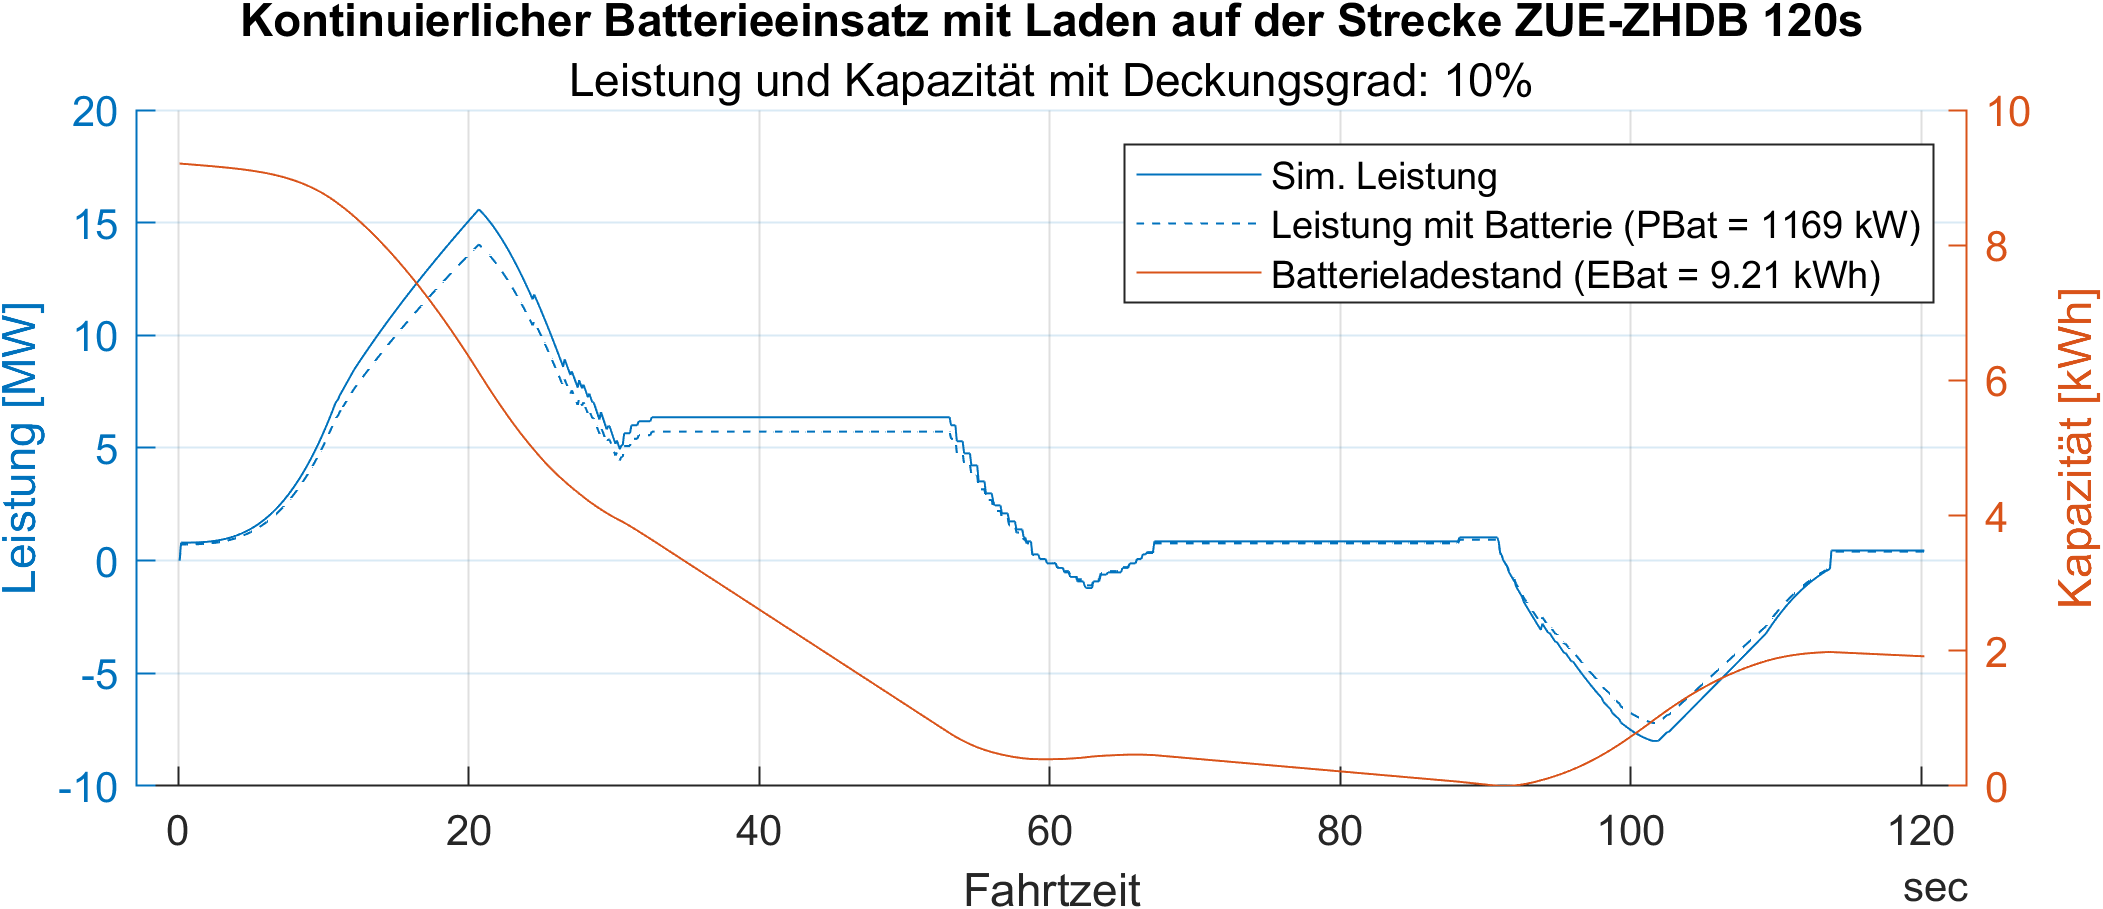 Kontinuierlicher Batterieeinsatz mit Laden auf der Strecke ZUE-ZHDB 120s
Leistung und Kapazität mit Deckungsgrad: 10%
Leistung [MW]
20
15
10
5
0
-5
-10
Sim. Leistung
Leistung mit Batterie (PBat = 1169 kW)
Batterieladestand (EBat = 9.21 kWh)
10
8
6
4
2
0
Kapazität [kWh]
0 20 40 60 80 100 120
Fahrtzeit
sec